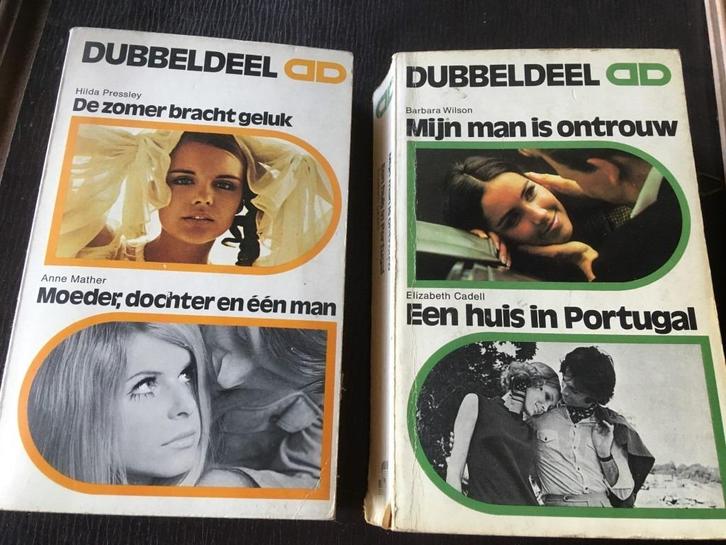 DUBBELDEEL
Hilda Pressley
De zomer bracht geluk
Anne Mather
Moeder, dochter en één man
DUBBELDEEL
Barbara Wilson
Mijn man is ontrouw
Elizabeth Cadell
Een huis in Portugal